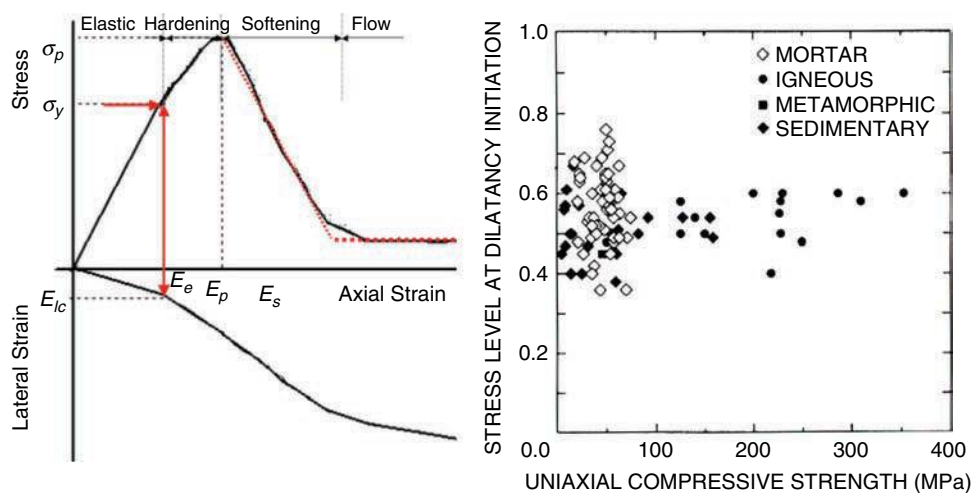 Elastic Hardening Softening Flow
σp
σy
Stress
Ee Ep Es Axial Strain
Elc
Lateral Strain
STRESS LEVEL AT DILATANCY INITIATION
1.0
0.8
0.6
0.4
0.2
0.0 100 200 300 400
UNIAXIAL COMPRESSIVE STRENGTH (MPa)
MORTAR
IGNEOUS
METAMORPHIC
SEDIMENTARY